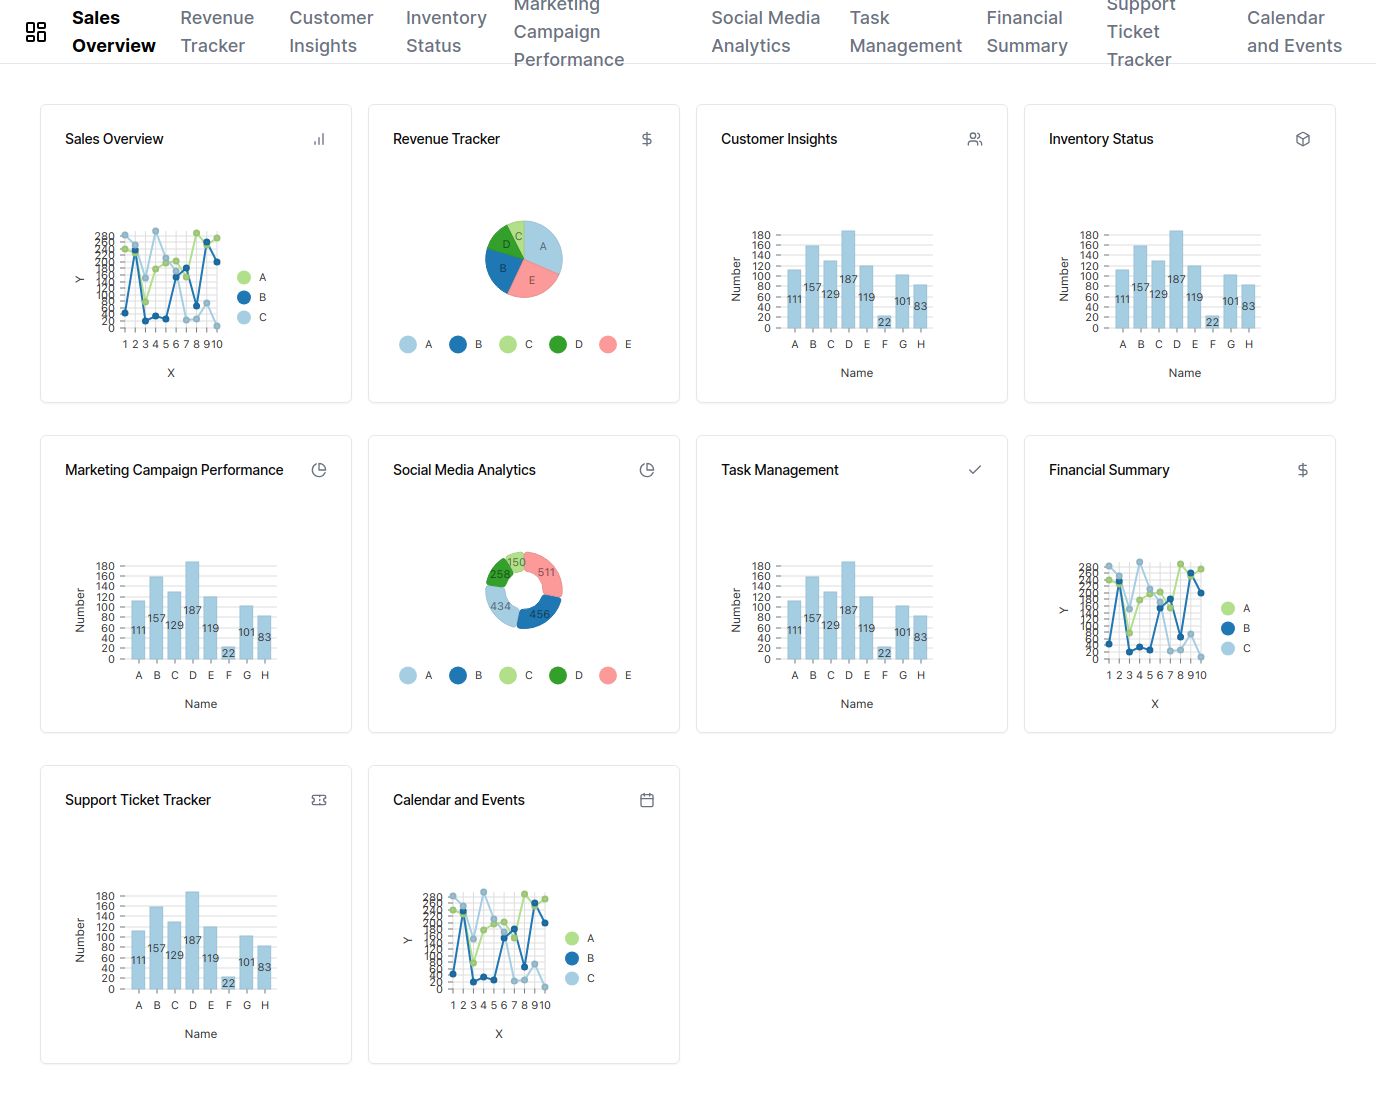 Sales Overview
Revenue Tracker
Customer Insights
Inventory Status
Marketing Campaign Performance
Social Media Analytics
Task Management
Financial Summary
Support Ticket Tracker
Calendar and Events
Sales Overview
280
260
240
220
200
180
160
140
120
100
80
60
40
20
0
Y
1 2 3 4 5 6 7 8 9 10
X
A
B
C
Revenue Tracker
A
B
C
D
E
A B C D E
Customer Insights
180
160
140
120
100
80
60
40
20
0
Number
111 157 129 187 119 22 101 83
A B C D E F G H
Name
Inventory Status
180
160
140
120
100
80
60
40
20
0
Number
111 157 129 187 119 22 101 83
A B C D E F G H
Name
Marketing Campaign Performance
180
160
140
120
100
80
60
40
20
0
Number
111 157 129 187 119 22 101 83
A B C D E F G H
Name
Social Media Analytics
150
511
258
434
456
A B C D E
Task Management
180
160
140
120
100
80
60
40
20
0
Number
111 157 129 187 119 22 101 83
A B C D E F G H
Name
Financial Summary
280
260
240
220
200
180
160
140
120
100
80
60
40
20
0
Y
1 2 3 4 5 6 7 8 9 10
X
A
B
C
Support Ticket Tracker
180
160
140
120
100
80
60
40
20
0
Number
111 157 129 187 119 22 101 83
A B C D E F G H
Name
Calendar and Events
280
260
240
220
200
180
160
140
120
100
80
60
40
20
0
Y
1 2 3 4 5 6 7 8 9 10
X
A
B
C